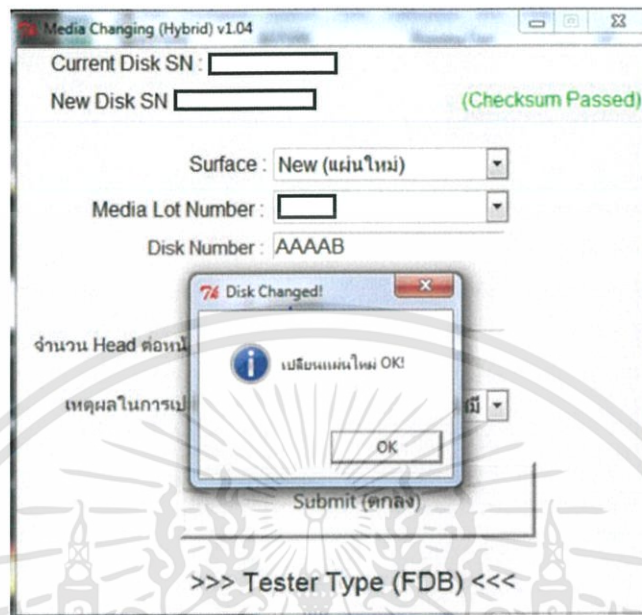 Media Changing (Hybrid) v1.04
Current Disk SN :
New Disk SN
(Checksum Passed)
Surface : New (แผ่นใหม่)
Media Lot Number :
Disk Number : AAAAB
Disk Changed!
จำนวน Head ต่อหน้
เปลี่ยนแผ่นใหม่ OK!
เหตุผลในการเป
OK
Submit (ตกลง)
>>> Tester Type (FDB) <<<